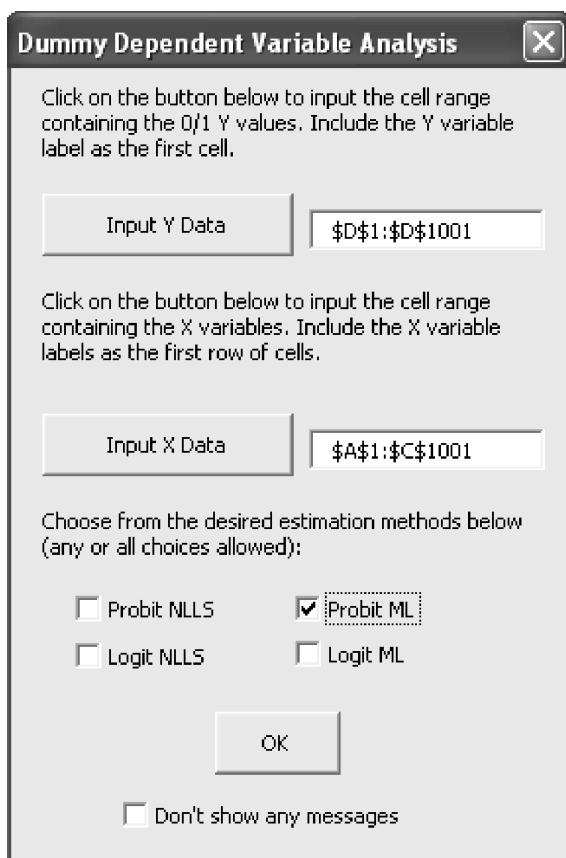 Dummy Dependent Variable Analysis
Click on the button below to input the cell range
containing the 0/1 Y values. Include the Y variable
label as the first cell.
Input Y Data
$D$1:$D$1001
Click on the button below to input the cell range
containing the X variables. Include the X variable
labels as the first row of cells.
Input X Data
$A$1:$C$1001
Choose from the desired estimation methods below
(any or all choices allowed):
Probit NLLS
Probit ML
Logit NLLS
Logit ML
OK
Don't show any messages